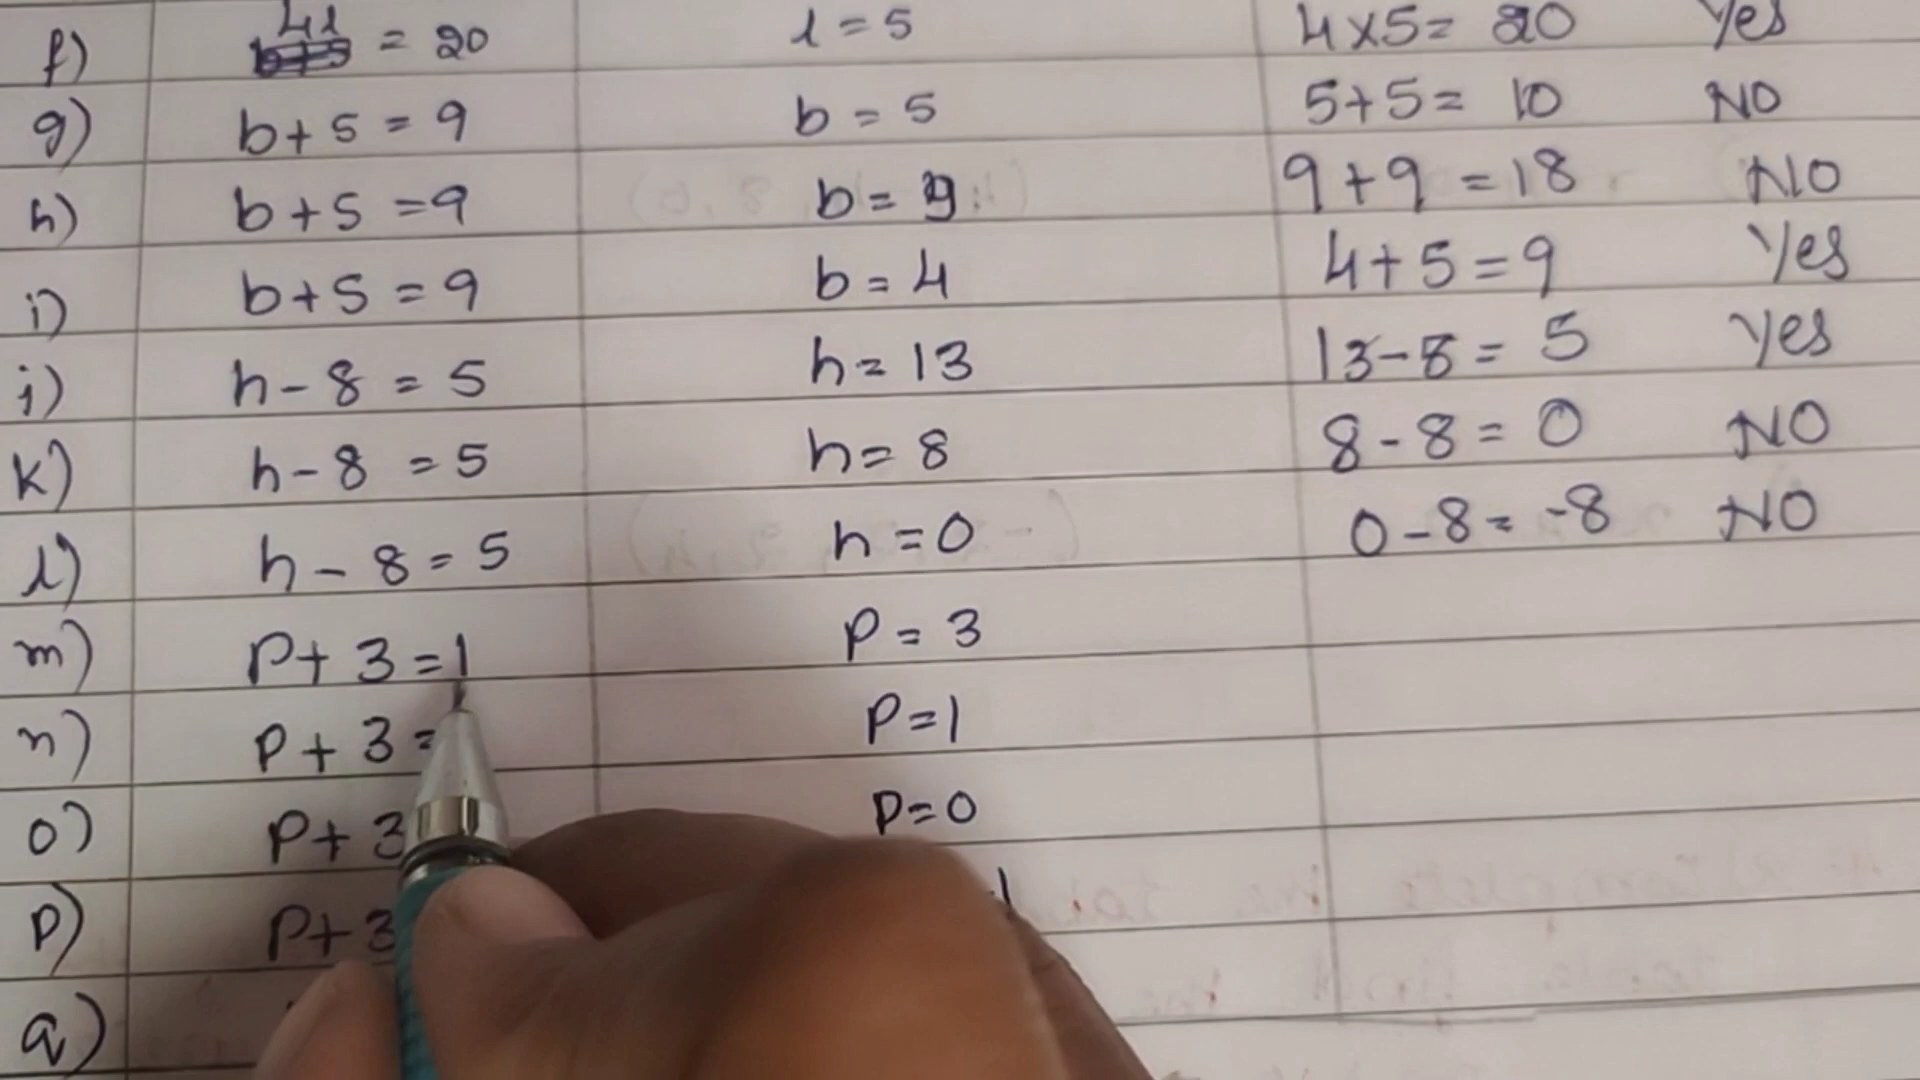 f) 4l = 20 l = 5 4×5= 20 Yes
g) b+5 = 9 b = 5 5+5= 10 NO
h) b+5 =9 b= 9 9+9 =18 NO
i) b+5 =9 b= 4 4+5=9 Yes
j) h-8 = 5 h= 13 13-8= 5 Yes
k) h-8 =5 h= 8 8-8= 0 NO
l) h-8=5 h=0 0-8= -8 NO
m) P+3=1 P= 3
n) P+3= P=1
o) P+3 P=0
p) P+3
q)